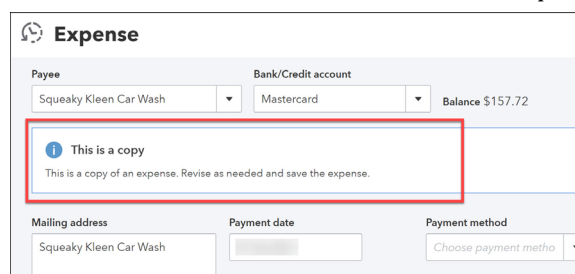 Expense
Payee Bank/Credit account
Squeaky Kleen Car Wash Mastercard Balance $157.72
This is a copy
This is a copy of an expense. Revise as needed and save the expense.
Mailing address Payment date Payment method
Squeaky Kleen Car Wash Choose payment metho